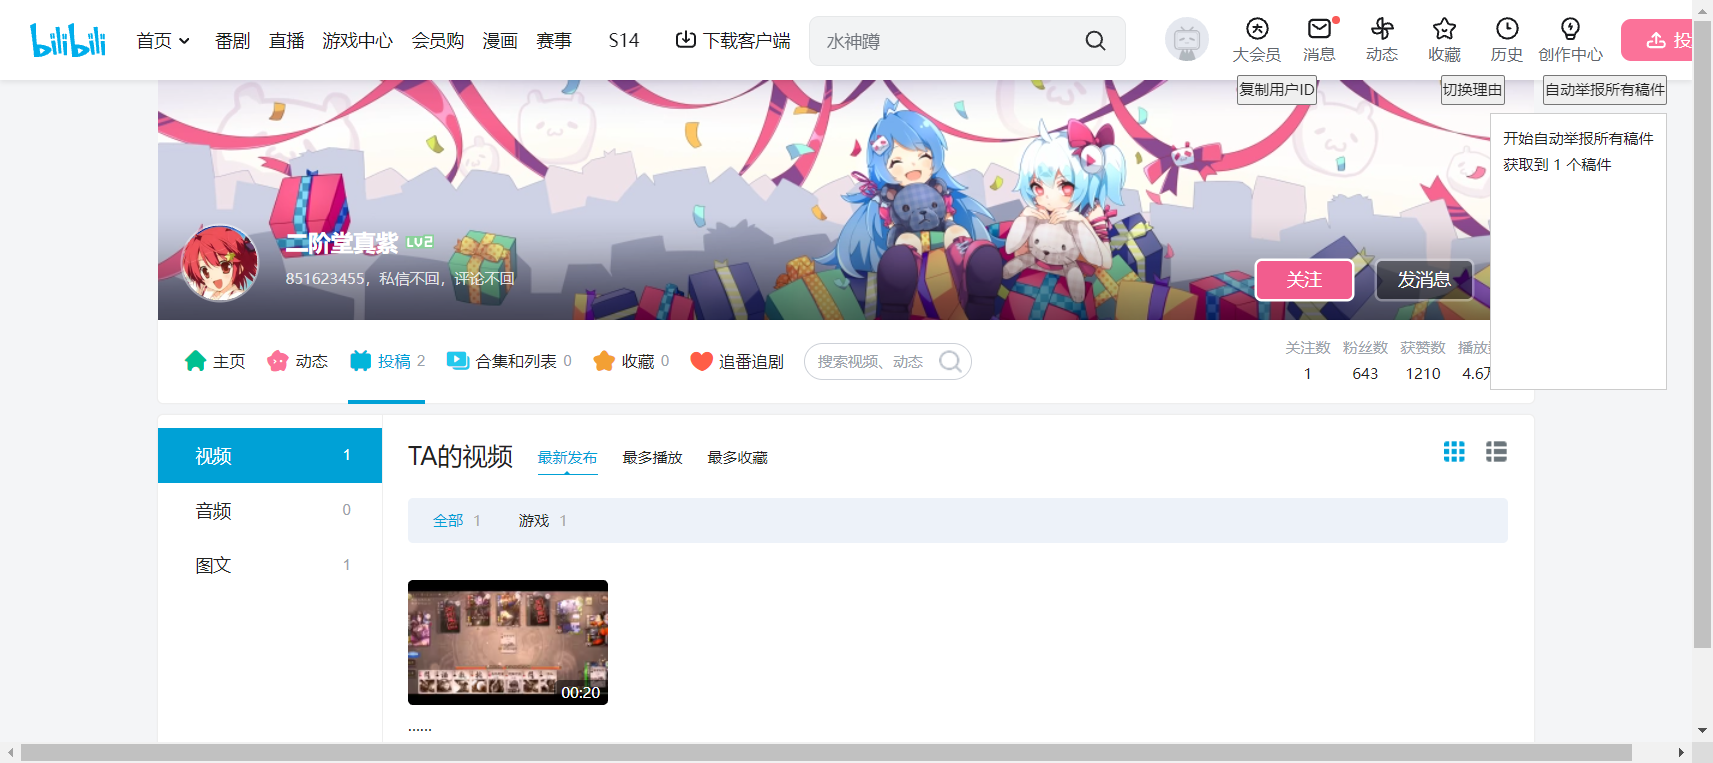 bilibili
首页 番剧 直播 游戏中心 会员购 漫画 赛事 S14 下载客户端
水神蹲
大会员 消息 动态 收藏 历史 创作中心 投
复制用户ID 切换理由 自动举报所有稿件
开始自动举报所有稿件
获取到 1 个稿件
二阶堂真紫 LV2
851623455，私信不回，评论不回
关注 发消息
主页 动态 投稿 2 合集和列表 0 收藏 0 追番追剧 搜索视频、动态
关注数 粉丝数 获赞数 播放
1 643 1210 4.6
视频 1
音频 0
图文 1
TA的视频 最新发布 最多播放 最多收藏
全部 1 游戏 1
00:20
······